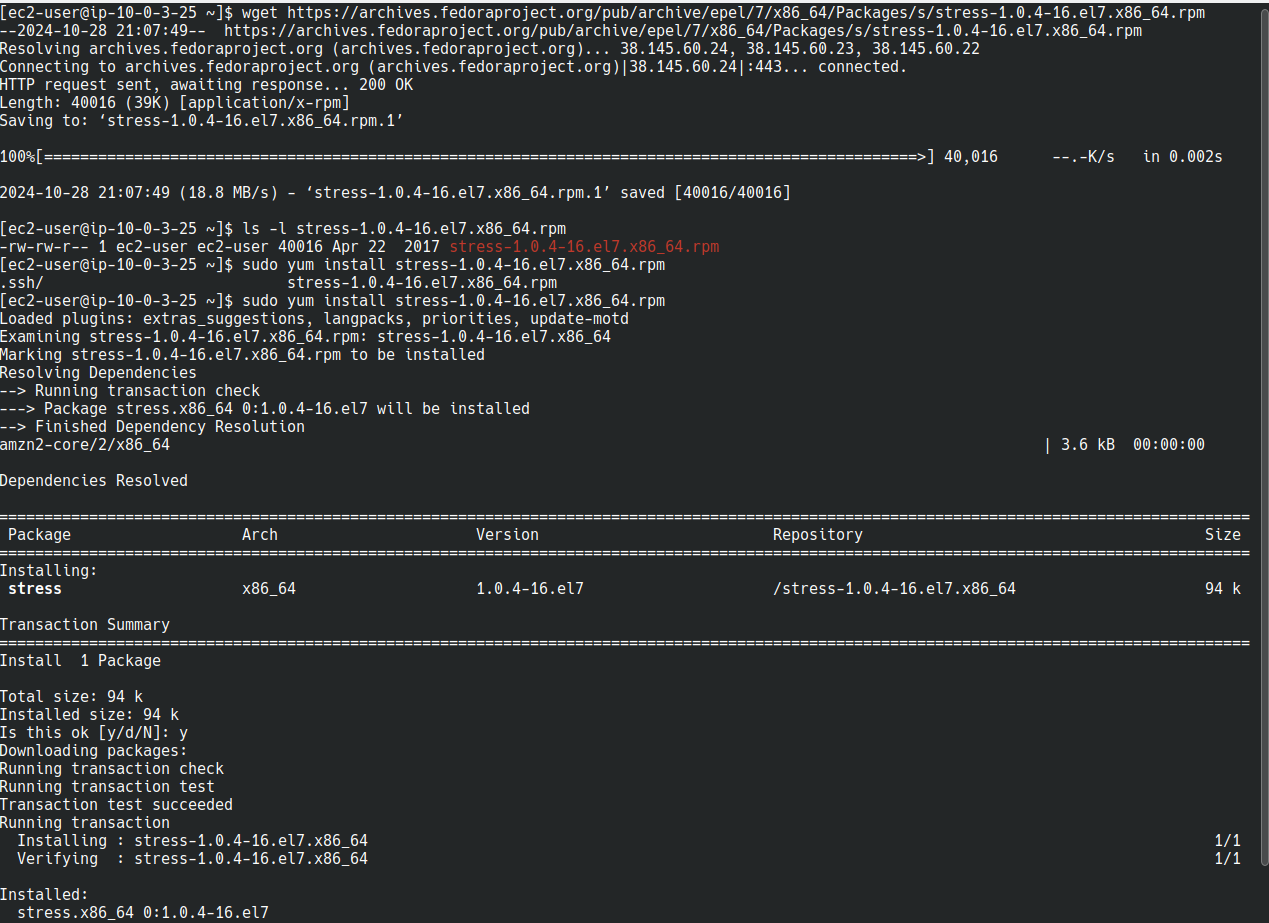 [ec2-user@ip-10-0-3-25 ~]$ wget https://archives.fedoraproject.org/pub/archive/epel/7/x86_64/Packages/s/stress-1.0.4-16.el7.x86_64.rpm
--2024-10-28 21:07:49--  https://archives.fedoraproject.org/pub/archive/epel/7/x86_64/Packages/s/stress-1.0.4-16.el7.x86_64.rpm
Resolving archives.fedoraproject.org (archives.fedoraproject.org)... 38.145.60.24, 38.145.60.23, 38.145.60.22
Connecting to archives.fedoraproject.org (archives.fedoraproject.org)|38.145.60.24|:443... connected.
HTTP request sent, awaiting response... 200 OK
Length: 40016 (39K) [application/x-rpm]
Saving to: ‘stress-1.0.4-16.el7.x86_64.rpm.1’
100%[=================================================================================================>] 40,016      --.-K/s   in 0.002s
2024-10-28 21:07:49 (18.8 MB/s) - ‘stress-1.0.4-16.el7.x86_64.rpm.1’ saved [40016/40016]
[ec2-user@ip-10-0-3-25 ~]$ ls -l stress-1.0.4-16.el7.x86_64.rpm
-rw-rw-r-- 1 ec2-user ec2-user 40016 Apr 22  2017 stress-1.0.4-16.el7.x86_64.rpm
[ec2-user@ip-10-0-3-25 ~]$ sudo yum install stress-1.0.4-16.el7.x86_64.rpm
.ssh/                           stress-1.0.4-16.el7.x86_64.rpm
[ec2-user@ip-10-0-3-25 ~]$ sudo yum install stress-1.0.4-16.el7.x86_64.rpm
Loaded plugins: extras_suggestions, langpacks, priorities, update-motd
Examining stress-1.0.4-16.el7.x86_64.rpm: stress-1.0.4-16.el7.x86_64
Marking stress-1.0.4-16.el7.x86_64.rpm to be installed
Resolving Dependencies
--> Running transaction check
---> Package stress.x86_64 0:1.0.4-16.el7 will be installed
--> Finished Dependency Resolution
amzn2-core/2/x86_64                                                                                                 | 3.6 kB  00:00:00
Dependencies Resolved
===========================================================================================================================================
 Package                   Arch                      Version                          Repository                                      Size
===========================================================================================================================================
Installing:
 stress                    x86_64                    1.0.4-16.el7                     /stress-1.0.4-16.el7.x86_64                     94 k
Transaction Summary
===========================================================================================================================================
Install  1 Package
Total size: 94 k
Installed size: 94 k
Is this ok [y/d/N]: y
Downloading packages:
Running transaction check
Running transaction test
Transaction test succeeded
Running transaction
  Installing : stress-1.0.4-16.el7.x86_64                                                                                              1/1
  Verifying  : stress-1.0.4-16.el7.x86_64                                                                                              1/1
Installed:
  stress.x86_64 0:1.0.4-16.el7